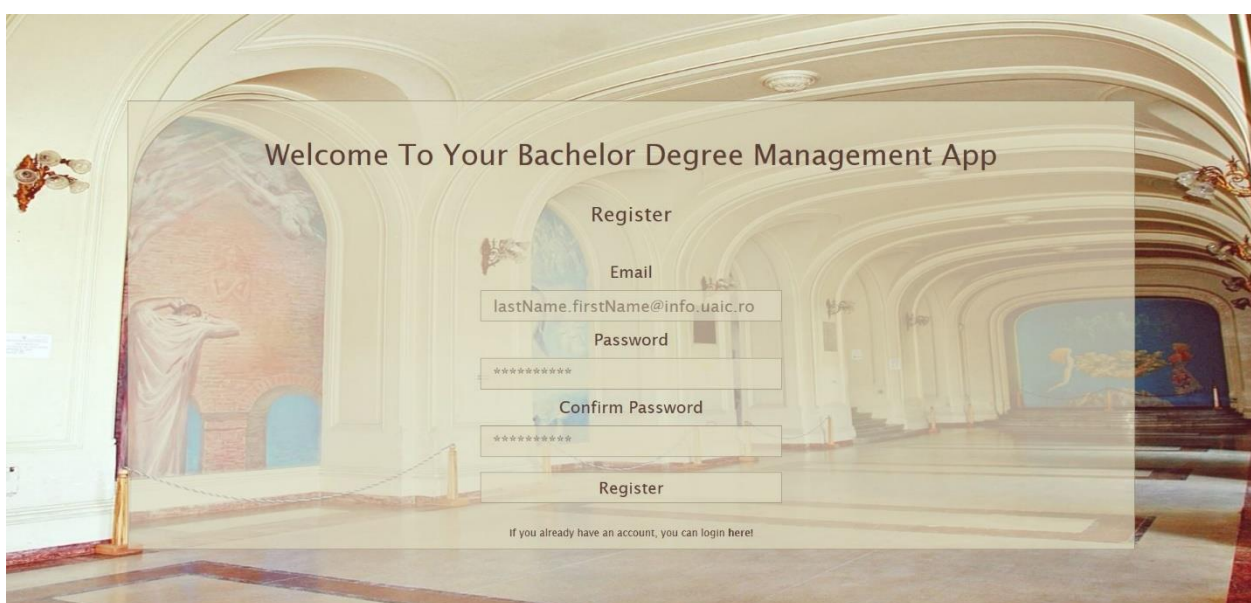 Welcome To Your Bachelor Degree Management App
Register
Email
lastName.firstName@info.uaic.ro
Password
**********
Confirm Password
**********
Register
If you already have an account, you can login here!